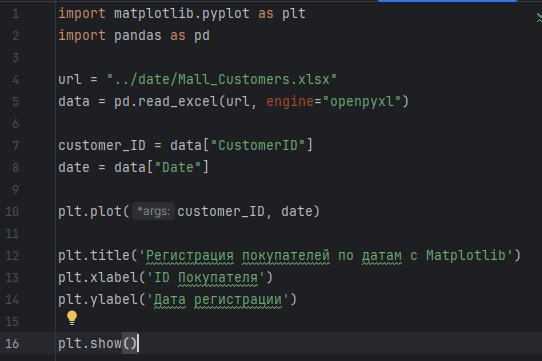 1 import matplotlib.pyplot as plt
2 import pandas as pd
3
4 url = "../date/Mall_Customers.xlsx"
5 data = pd.read_excel(url, engine="openpyxl")
6
7 customer_ID = data["CustomerID"]
8 date = data["Date"]
9
10 plt.plot( *args: customer_ID, date)
11
12 plt.title('Регистрация покупателей по датам с Matplotlib')
13 plt.xlabel('ID Покупателя')
14 plt.ylabel('Дата регистрации')
15
16 plt.show()